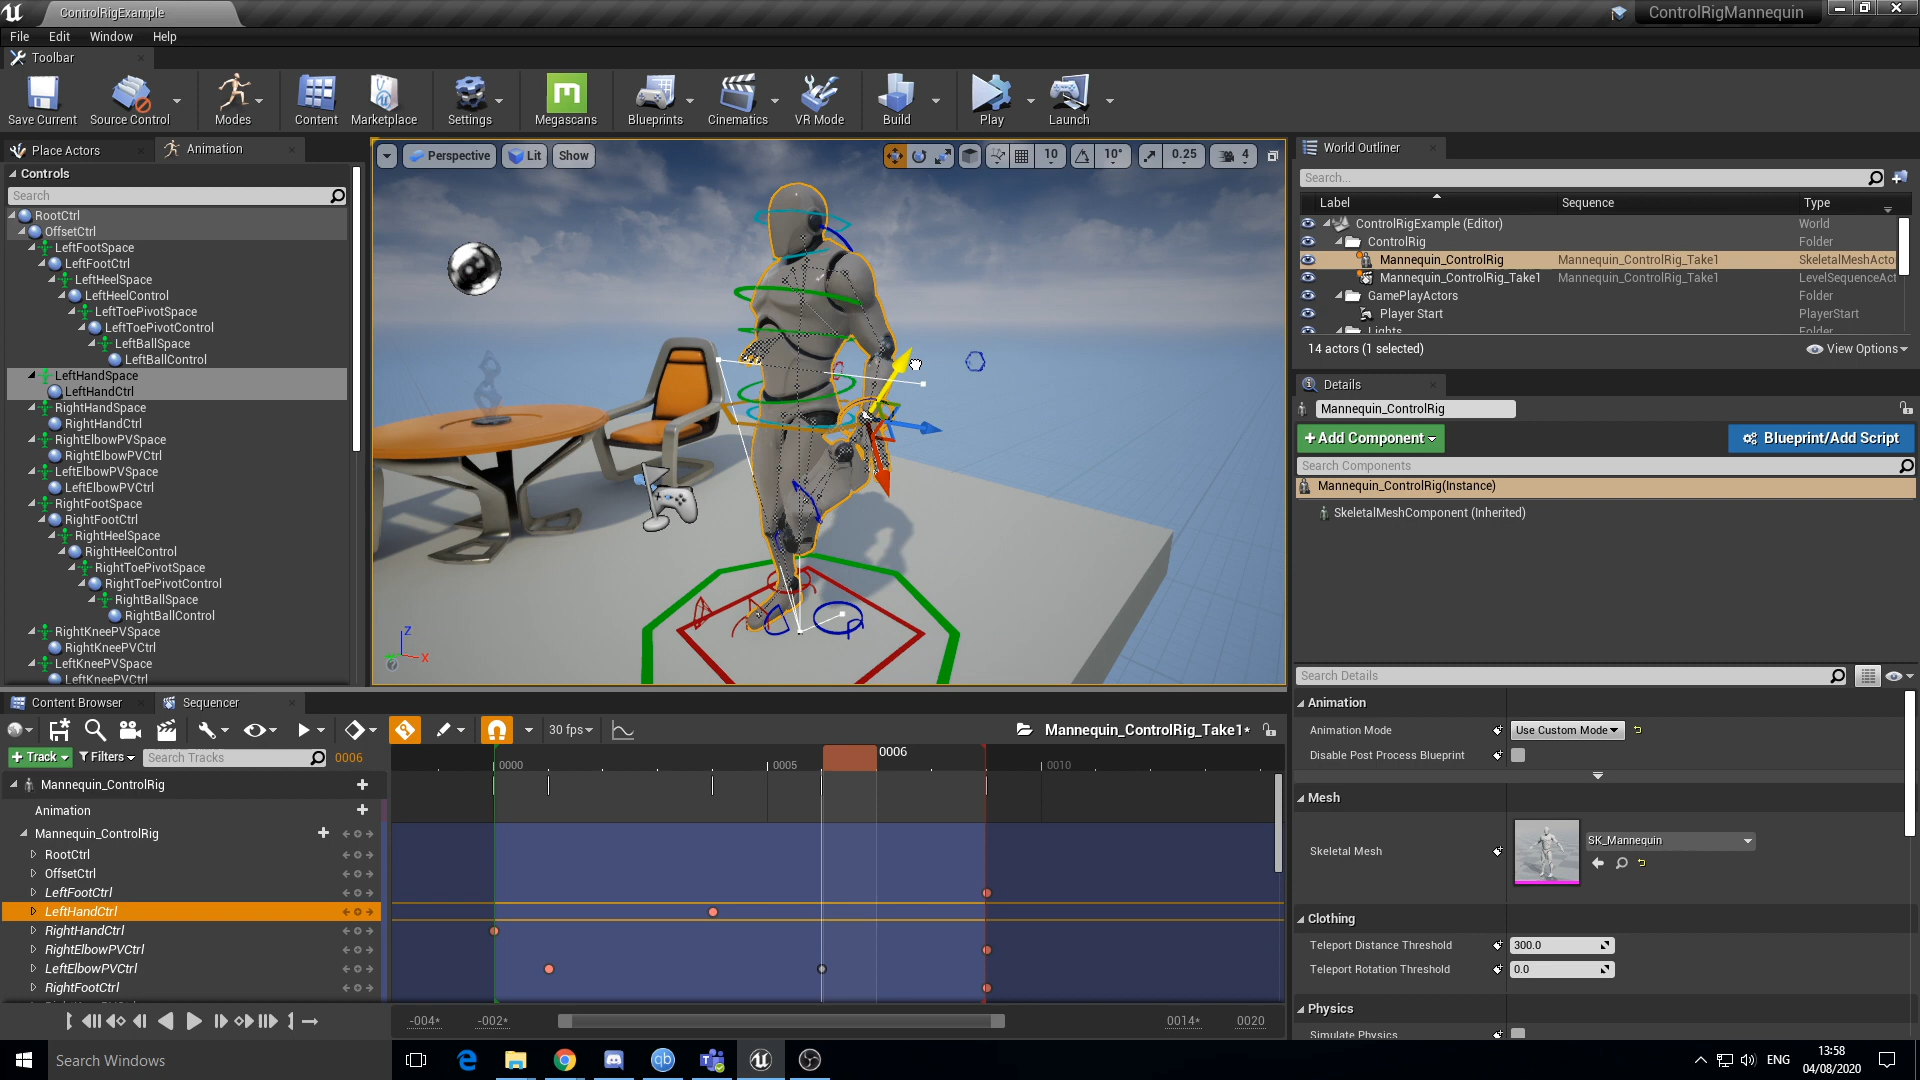 ControlRigExample
ControlRigMannequin
File Edit Window Help
Toolbar
Save Current Source Control Modes Content Marketplace Settings Megascans Blueprints Cinematics VR Mode Build Play Launch
Place Actors Animation
Controls
Search
RootCtrl
OffsetCtrl
LeftFootSpace
LeftFootCtrl
LeftHeelSpace
LeftHeelControl
LeftToePivotSpace
LeftToePivotControl
LeftBallSpace
LeftBallControl
LeftHandSpace
LeftHandCtrl
RightHandSpace
RightHandCtrl
RightElbowPVSpace
RightElbowPVCtrl
LeftElbowPVSpace
LeftElbowPVCtrl
RightFootSpace
RightFootCtrl
RightHeelSpace
RightHeelControl
RightToePivotSpace
RightToePivotControl
RightBallSpace
RightBallControl
RightKneePVSpace
RightKneePVCtrl
LeftKneePVSpace
LeftKneePVCtrl
Perspective Lit Show 10 10° 0.25 4
Z
X
World Outliner
Search...
Label Sequence Type
ControlRigExample (Editor) World
ControlRig Folder
Mannequin_ControlRig Mannequin_ControlRig_Take1 SkeletalMeshActo
Mannequin_ControlRig_Take1 Mannequin_ControlRig_Take1 LevelSequenceAct
GamePlayActors Folder
Player Start PlayerStart
Lights Folder
14 actors (1 selected) View Options
Details
Mannequin_ControlRig
+Add Component Blueprint/Add Script
Search Components
Mannequin_ControlRig(Instance)
SkeletalMeshComponent (Inherited)
Search Details
Animation
Animation Mode Use Custom Mode
Disable Post Process Blueprint
Mesh
Skeletal Mesh SK_Mannequin
Clothing
Teleport Distance Threshold 300.0
Teleport Rotation Threshold 0.0
Physics
Simulate Physics
Content Browser Sequencer
30 fps Mannequin_ControlRig_Take1*
+ Track Filters Search Tracks 0006
0000 0005 0006 0010
Mannequin_ControlRig
Animation
Mannequin_ControlRig
RootCtrl
OffsetCtrl
LeftFootCtrl
LeftHandCtrl
RightHandCtrl
RightElbowPVCtrl
LeftElbowPVCtrl
RightFootCtrl
-004* -002* 0014* 0020
Search Windows
ENG
13:58
04/08/2020